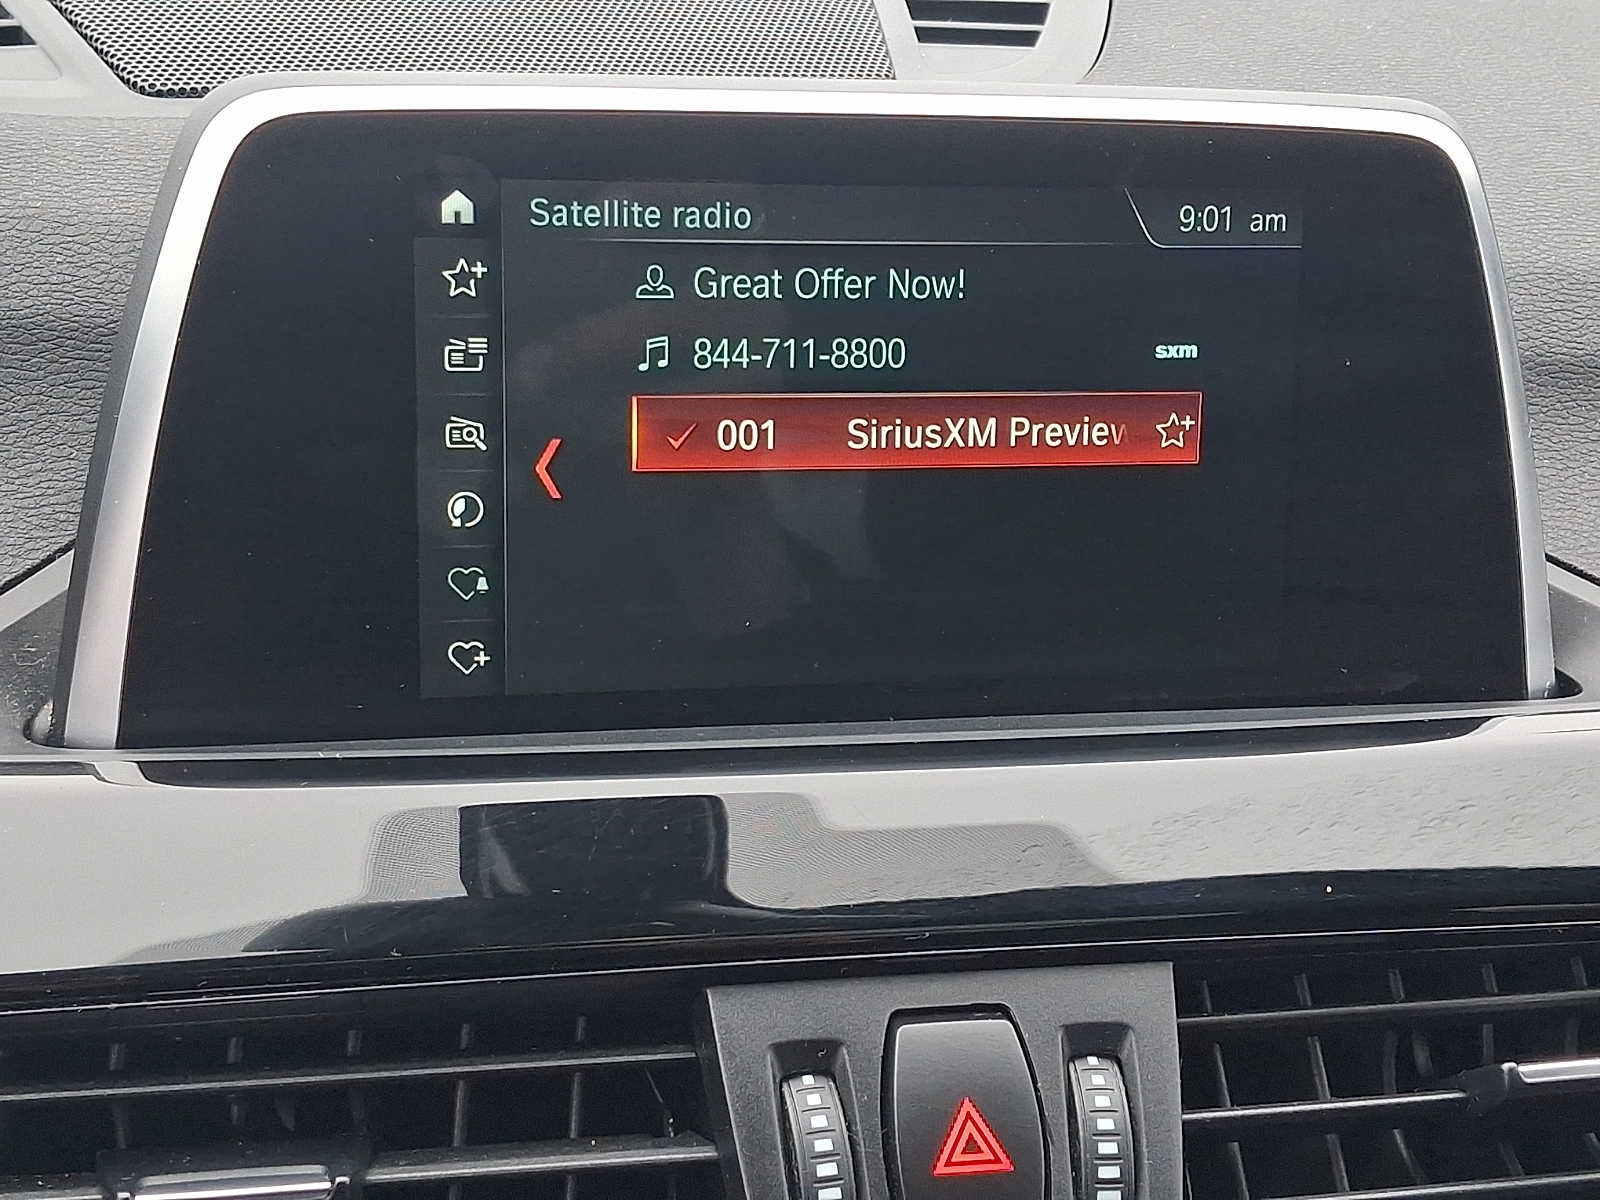 Satellite radio 9:01 am
Great Offer Now!
844-711-8800 sxm
001 SiriusXM Preview